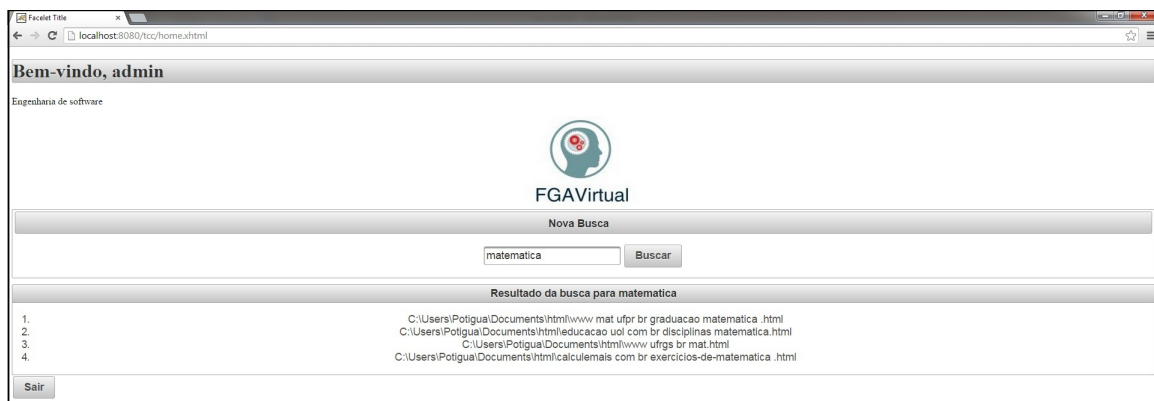 Facelet Title
localhost:8080/tcc/home.xhtml
Bem-vindo, admin
Engenharia de software
FGAVirtual
Nova Busca
matematica Buscar
Resultado da busca para matematica
1. C:\Users\Potigua\Documents\html\www mat ufpr br graduacao matematica .html
2. C:\Users\Potigua\Documents\html\educacao uol com br disciplinas matematica.html
3. C:\Users\Potigua\Documents\html\www ufrgs br mat.html
4. C:\Users\Potigua\Documents\html\calculemais com br exercicios-de-matematica .html
Sair